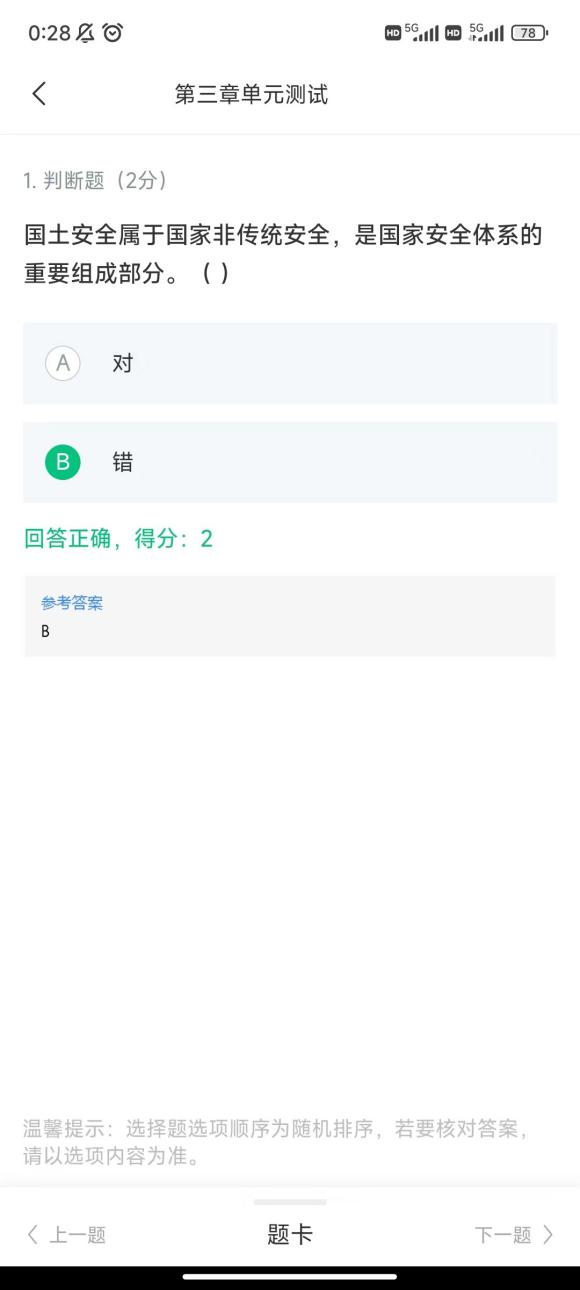 0:28
HD 5G HD 5G 78
第三章单元测试
1. 判断题（2分）
国土安全属于国家非传统安全，是国家安全体系的
重要组成部分。（ ）
A 对
B 错
回答正确，得分：2
参考答案
B
温馨提示：选择题选项顺序为随机排序，若要核对答案，
请以选项内容为准。
上一题 题卡 下一题